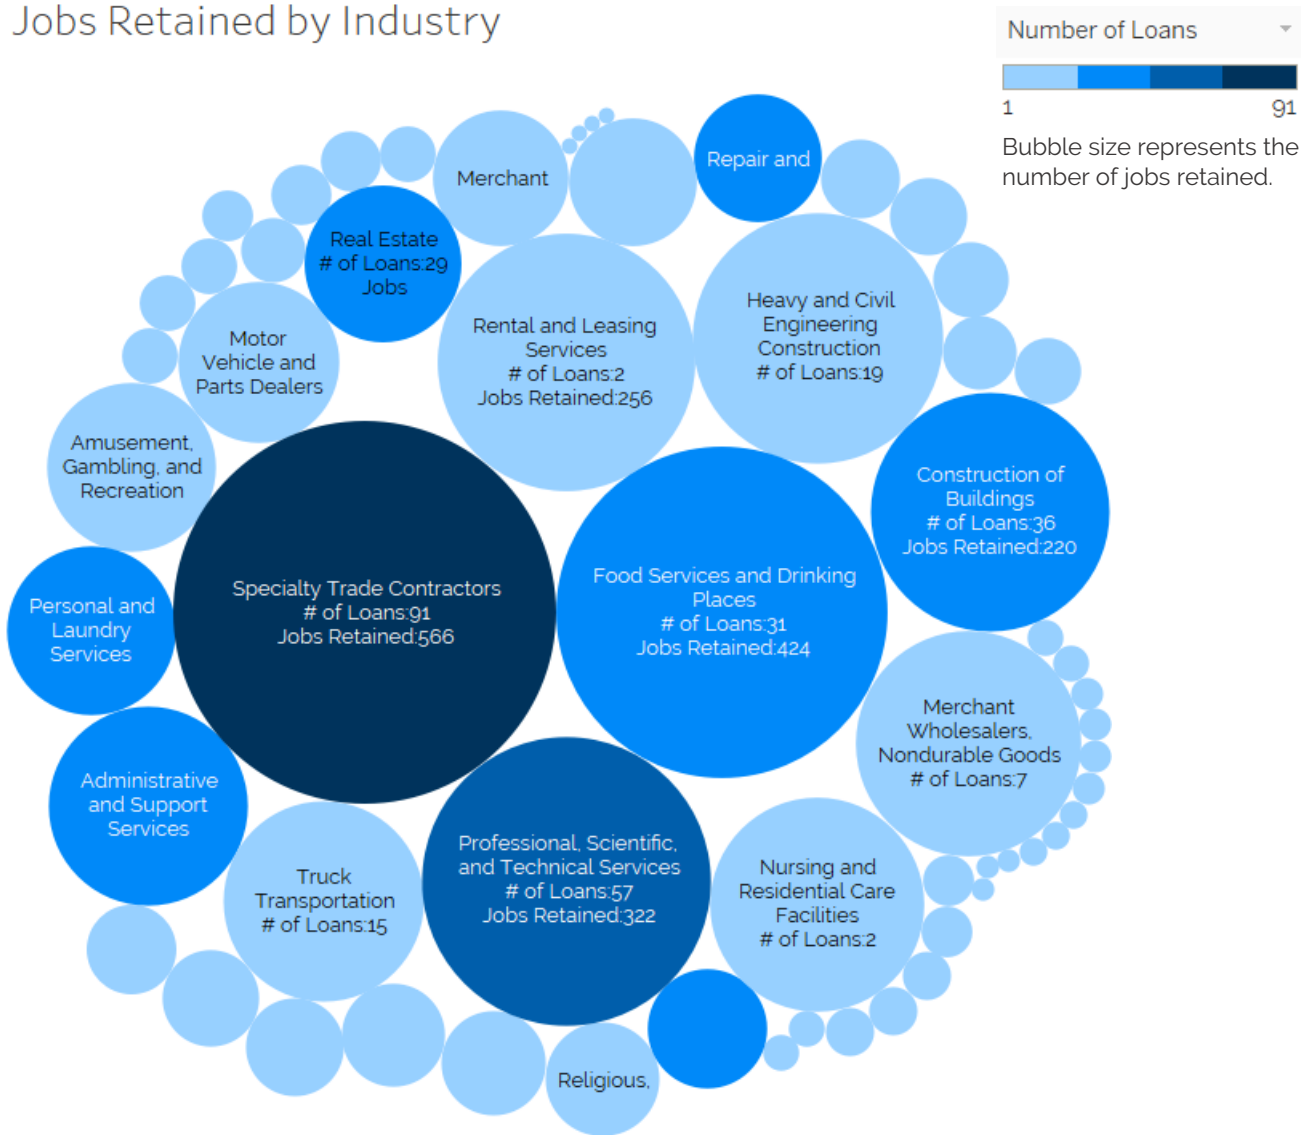 Jobs Retained by Industry
Number of Loans
1
91
Bubble size represents the
number of jobs retained.
Repair and
Merchant
Real Estate
# of Loans:29
Jobs
Rental and Leasing
Services
# of Loans:2
Jobs Retained:256
Heavy and Civil
Engineering
Construction
# of Loans:19
Motor
Vehicle and
Parts Dealers
Amusement,
Gambling, and
Recreation
Construction of
Buildings
# of Loans:36
Jobs Retained:220
Specialty Trade Contractors
# of Loans:91
Jobs Retained:566
Food Services and Drinking
Places
# of Loans:31
Jobs Retained:424
Personal and
Laundry
Services
Merchant
Wholesalers,
Nondurable Goods
# of Loans:7
Administrative
and Support
Services
Professional, Scientific,
and Technical Services
# of Loans:57
Jobs Retained:322
Truck
Transportation
# of Loans:15
Nursing and
Residential Care
Facilities
# of Loans:2
Religious,